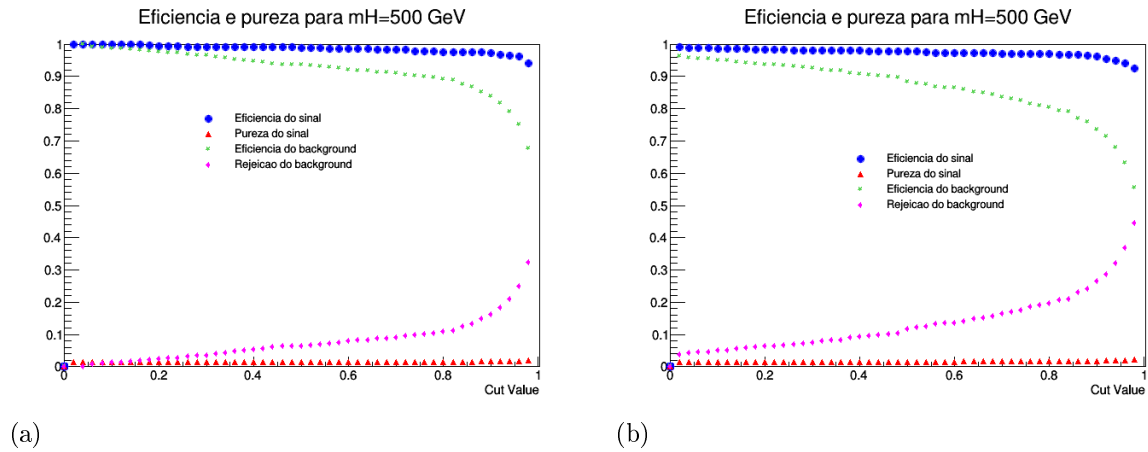 Eficiencia e pureza para mH=500 GeV
1
0.9
0.8
0.7
0.6
0.5
0.4
0.3
0.2
0.1
0
Eficiencia do sinal
Pureza do sinal
Eficiencia do background
Rejeicao do background
0 0.2 0.4 0.6 0.8 1
Cut Value
(a)
Eficiencia e pureza para mH=500 GeV
1
0.9
0.8
0.7
0.6
0.5
0.4
0.3
0.2
0.1
0
Eficiencia do sinal
Pureza do sinal
Eficiencia do background
Rejeicao do background
0 0.2 0.4 0.6 0.8 1
Cut Value
(b)